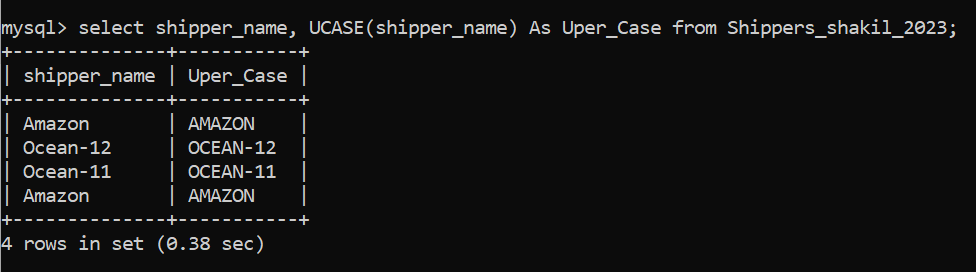 mysql> select shipper_name, UCASE(shipper_name) As Uper_Case from Shippers_shakil_2023;
+--------------+-----------+
| shipper_name | Uper_Case |
+--------------+-----------+
| Amazon       | AMAZON    |
| Ocean-12     | OCEAN-12  |
| Ocean-11     | OCEAN-11  |
| Amazon       | AMAZON    |
+--------------+-----------+
4 rows in set (0.38 sec)